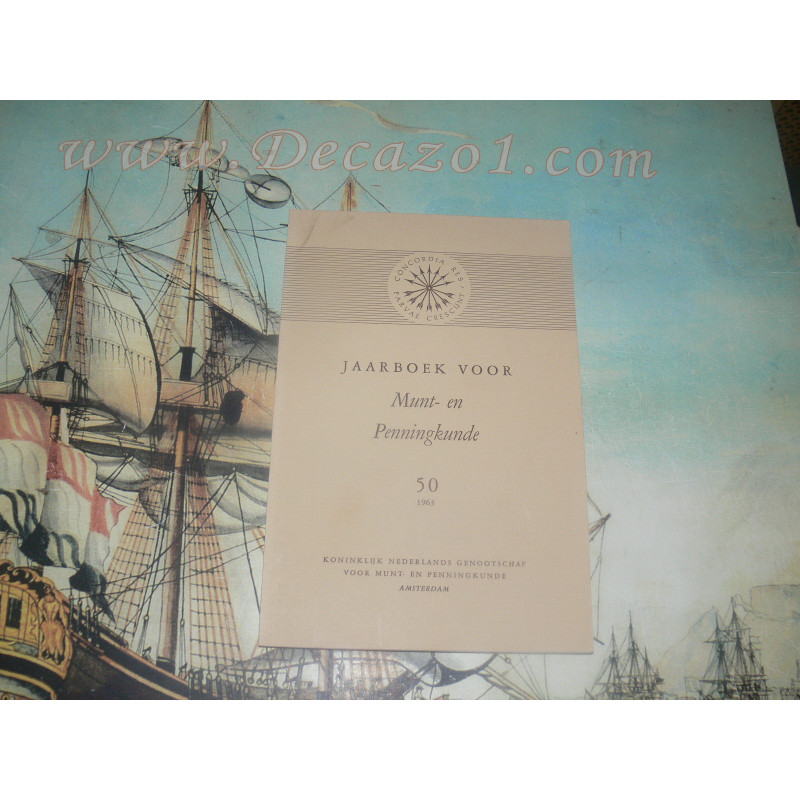 www.Decazo1.com
CONCORDIA RES
PARVAE CRESCUNT
JAARBOEK VOOR
Munt- en
Penningkunde
50
1963
KONINKLIJK NEDERLANDS GENOOTSCHAP
VOOR MUNT- EN PENNINGKUNDE
AMSTERDAM